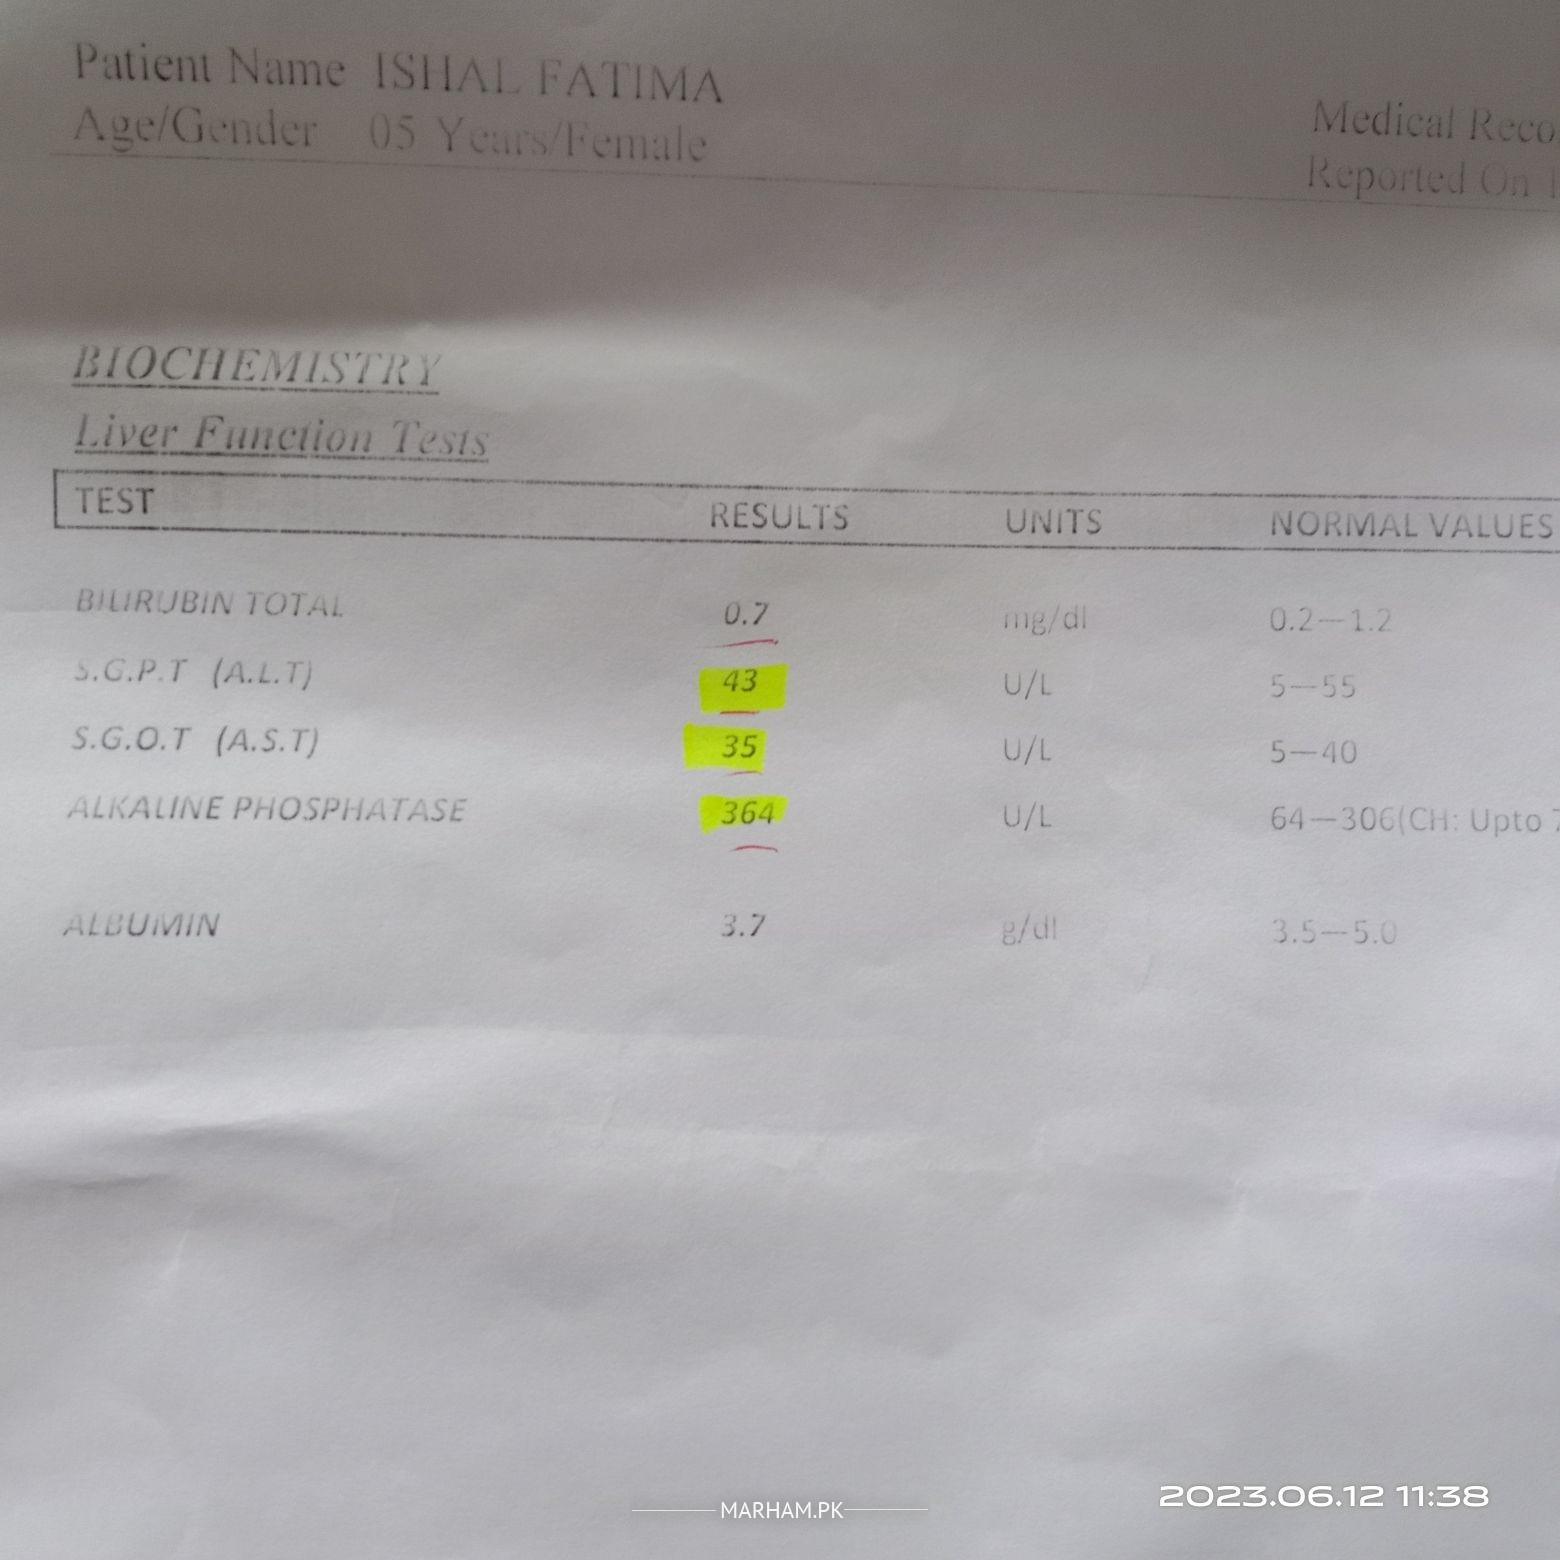 Patient Name ISHAL FATIMA
Age/Gender 05 Years/Female
Medical
Reported On
BIOCHEMISTRY
Liver Function Tests
TEST RESULTS UNITS NORMAL VALUES
BILIRUBIN TOTAL 0.7 mg/dl 0.2—1.2
S.G.P.T (A.L.T) 43 U/L 5—55
S.G.O.T (A.S.T) 35 U/L 5—40
ALKALINE PHOSPHATASE 364 U/L 64—306(CH: Upto
ALBUMIN 3.7 g/dl 3.5—5.0
MARHAM.PK
2023.06.12 11:38